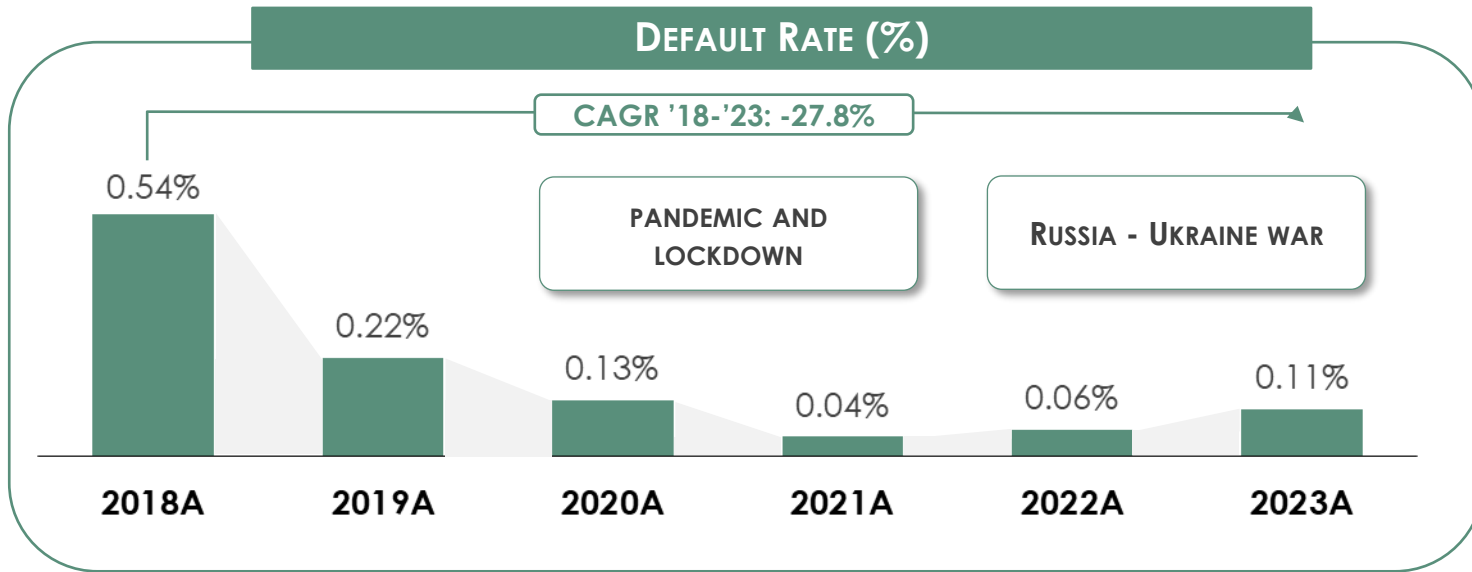 DEFAULT RATE (%)
CAGR '18-'23: -27.8%
PANDEMIC AND
LOCKDOWN
RUSSIA - UKRAINE WAR
0.54%
0.22%
0.13%
0.04%
0.06%
0.11%
2018A
2019A
2020A
2021A
2022A
2023A